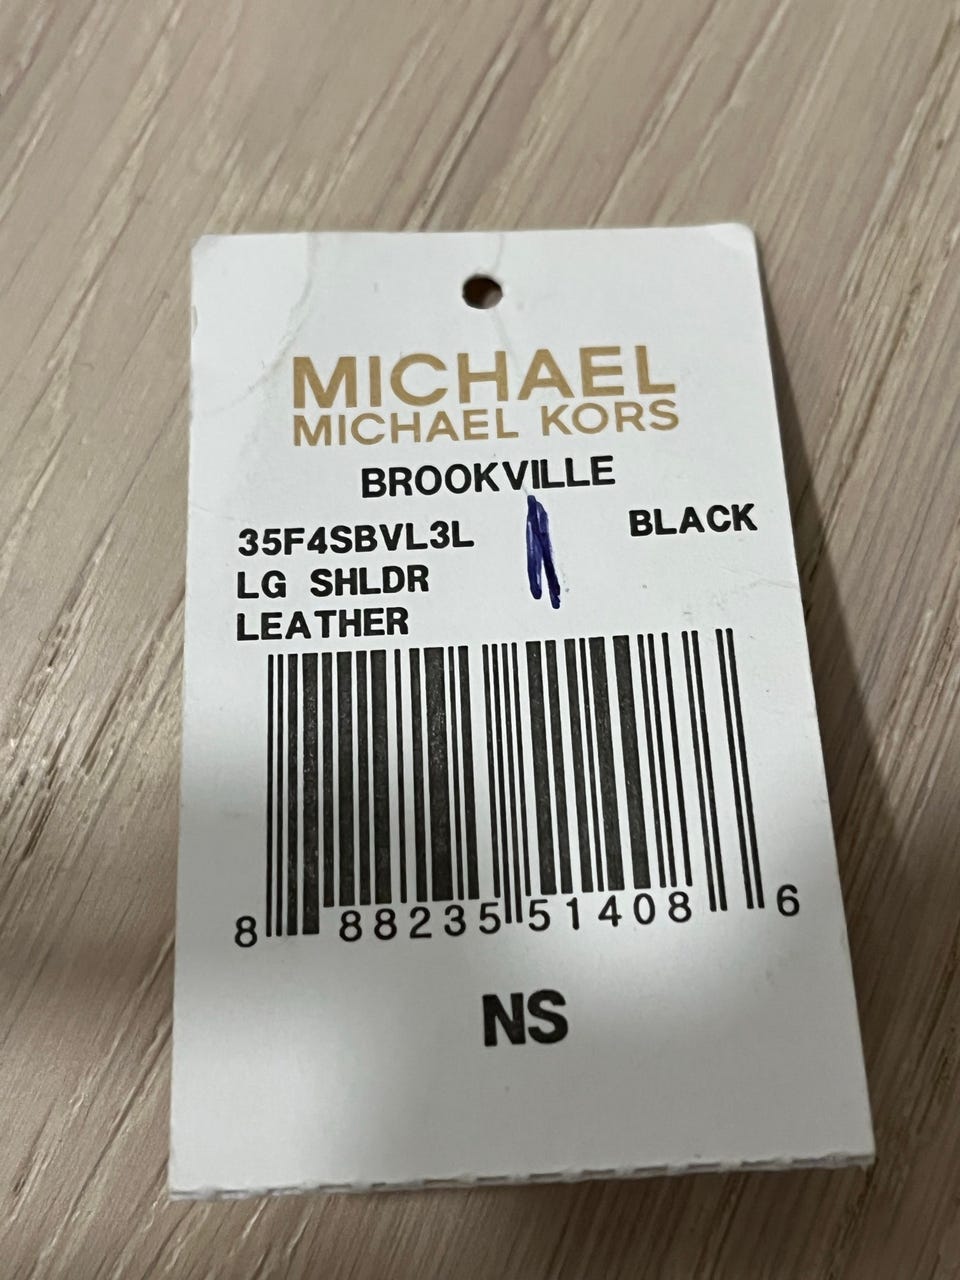 MICHAEL
MICHAEL KORS
BROOKVILLE
35F4SBVL3L BLACK
LG SHLDR
LEATHER
8 88235 51408 6
NS